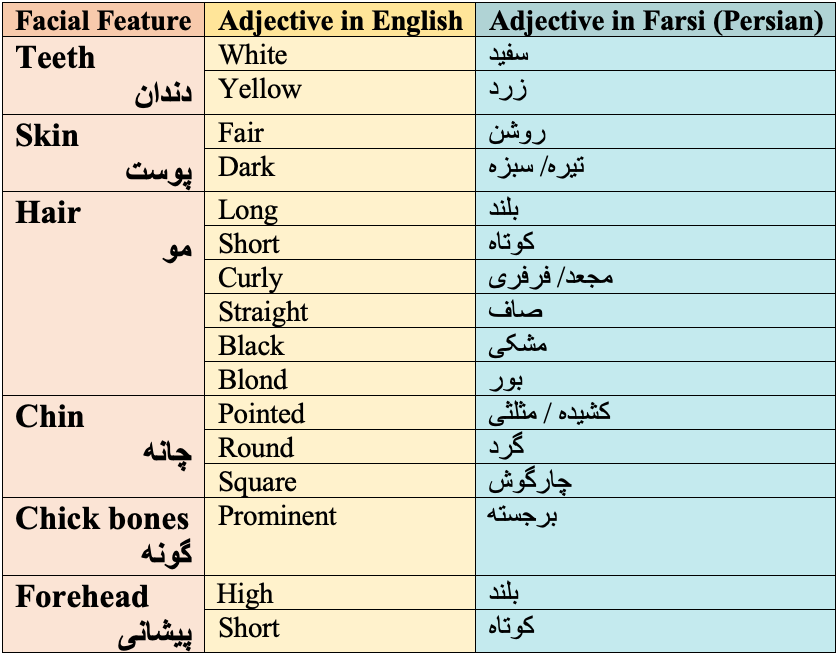 Facial Feature Adjective in English Adjective in Farsi (Persian)
Teeth White سفید
دندان Yellow زرد
Skin Fair روشن
پوست Dark تیره/ سبزه
Hair Long بلند
مو Short کوتاه
Curly مجعد/ فرفری
Straight صاف
Black مشکی
Blond بور
Chin Pointed کشیده / مثلثی
چانه Round گرد
Square چارگوش
Chick bones Prominent برجسته
گونه
Forehead High بلند
پیشانی Short کوتاه